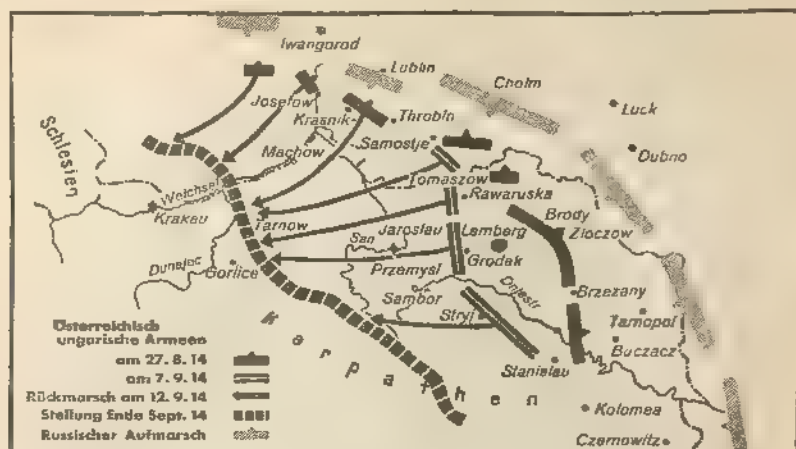 Iwangorod
Lublin
Cholm
Luck
Josefow
Krasnik
Throbin
Dubno
Schlesien
Samostje
Machow
Weichsel
Tomaszow
Rawaruska
Krakau
Tarnow
Brody
Jaroslau
Lemberg
Zloczow
San
Dunajec
Gorlice
Przemysl
Grodek
Dnjestr
Sambor
Brzezany
Stryj
Tarnopol
Karpathen
Stanislau
Buczacz
Kolomea
Czernowitz
Österreichisch
ungarische Armeen
am 27.8.14
am 7.9.14
Rückmarsch am 12.9.14
Stellung Ende Sept. 14
Russischer Aufmarsch